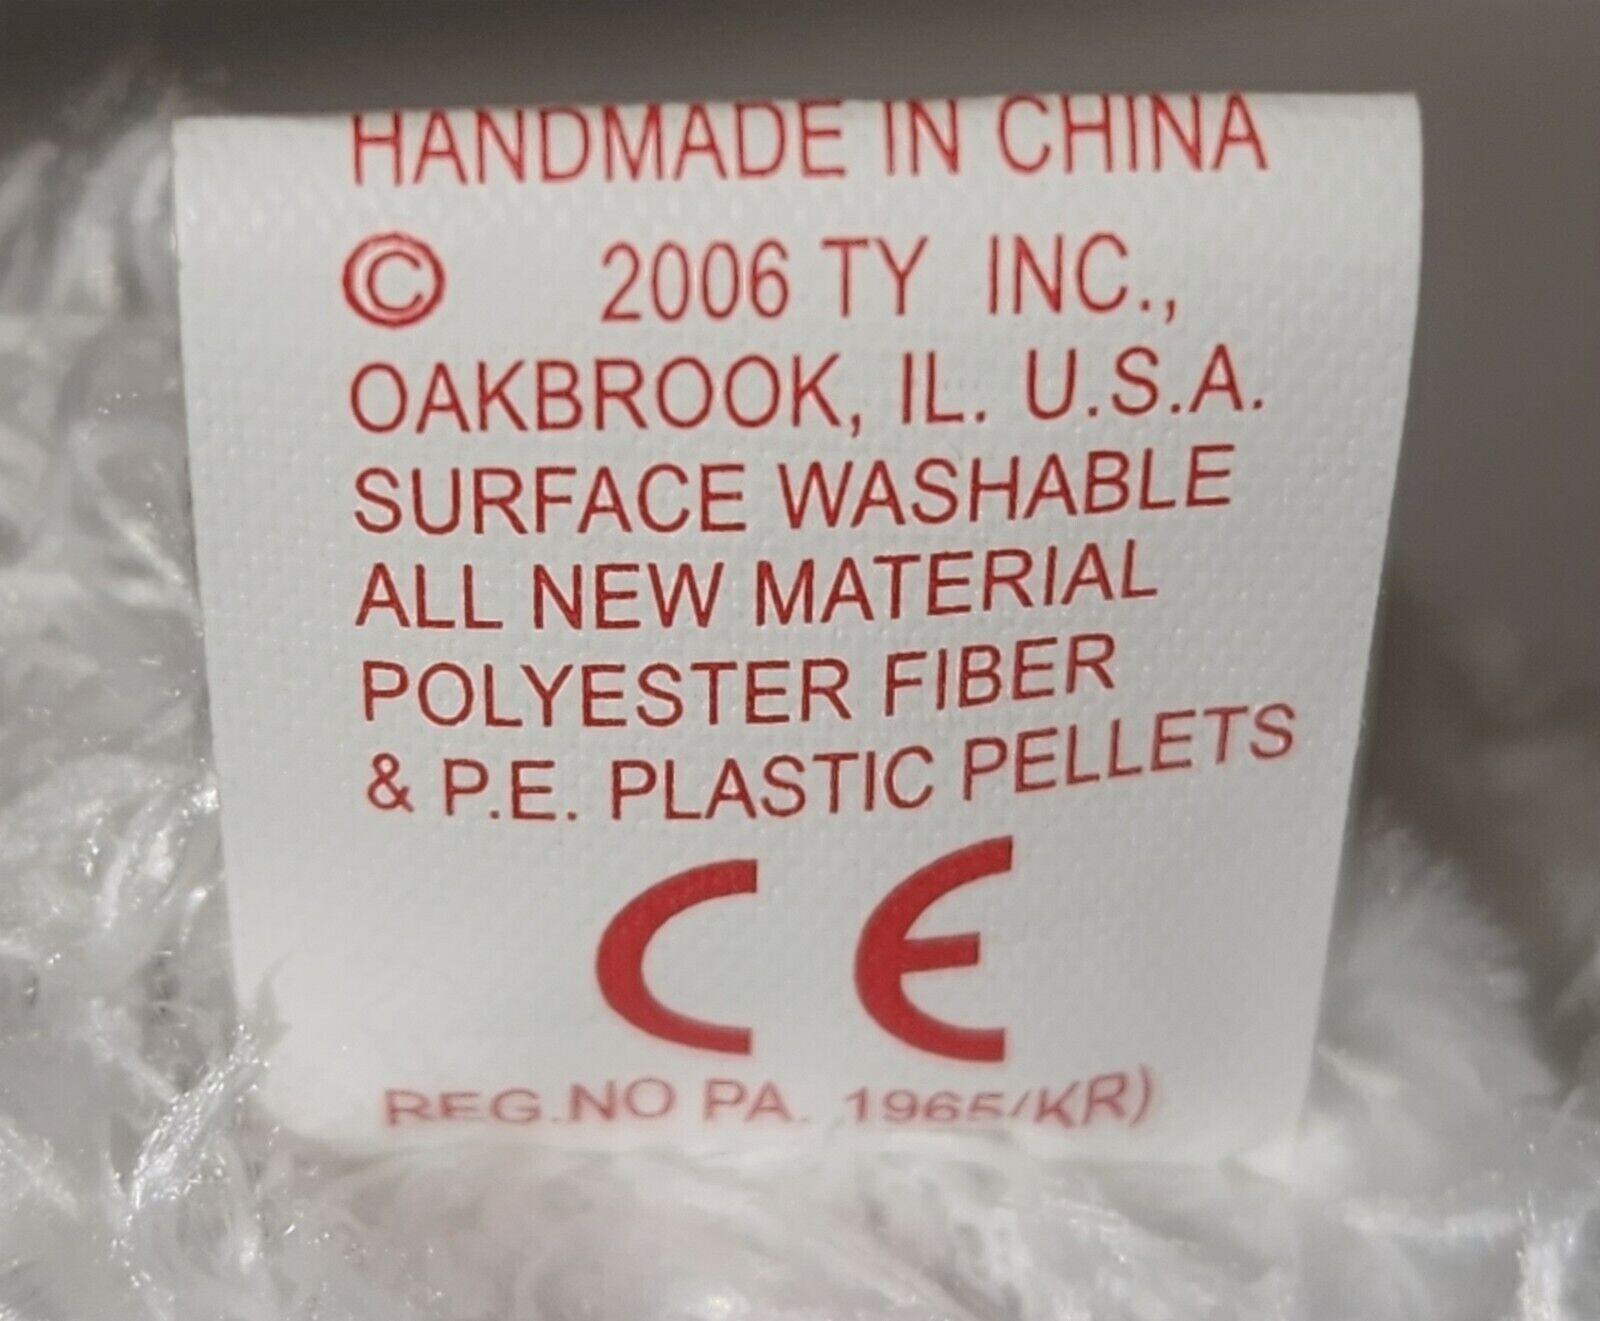 HANDMADE IN CHINA
© 2006 TY INC.,
OAKBROOK, IL. U.S.A.
SURFACE WASHABLE
ALL NEW MATERIAL
POLYESTER FIBER
& P.E. PLASTIC PELLETS
CE
REG.NO PA. 1965/KR)